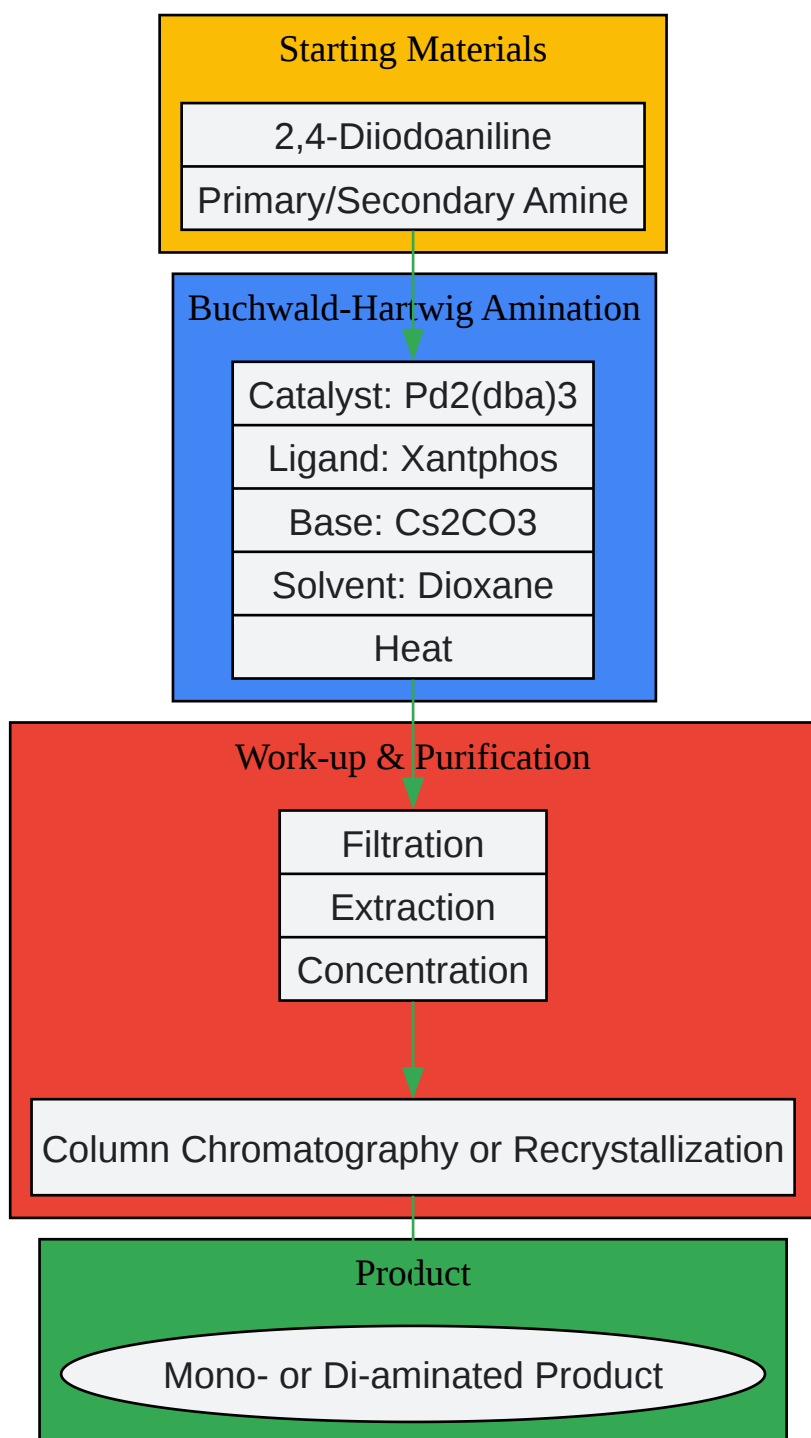 Starting Materials
2,4-Diiodoaniline
Primary/Secondary Amine
Buchwald-Hartwig Amination
Catalyst: Pd2(dba)3
Ligand: Xantphos
Base: Cs2CO3
Solvent: Dioxane
Heat
Work-up & Purification
Filtration
Extraction
Concentration
Column Chromatography or Recrystallization
Product
Mono- or Di-aminated Product